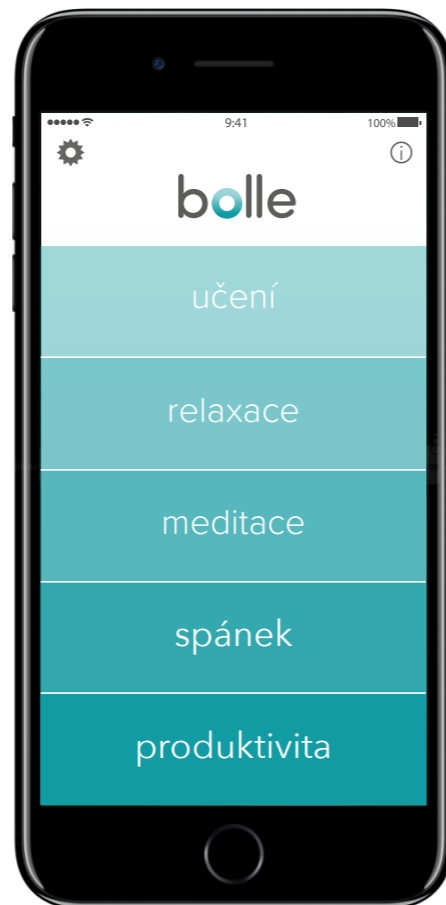 9:41
100%
bolle
učení
relaxace
meditace
spánek
produktivita